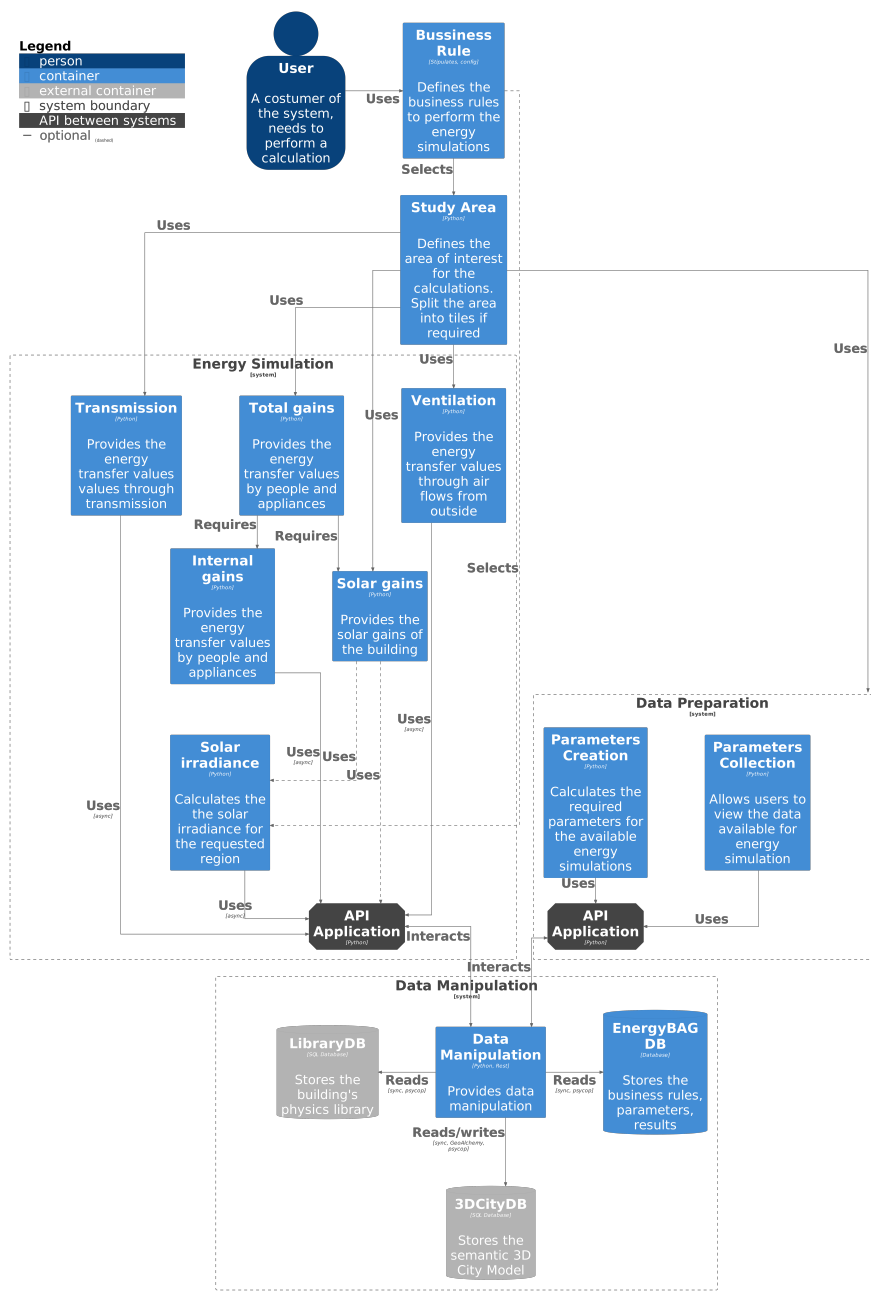 Legend
person
container
external container
system boundary
API between systems
optional (dashed)
User
A costumer of
the system,
needs to
perform a
calculation
Uses
Bussiness
Rule
[Stipulates, config]
Defines the
business rules
to perform the
energy
simulations
Selects
Study Area
[Python]
Defines the
area of interest
for the
calculations.
Split the area
into tiles if
required
Uses
Uses
Uses
Uses
Uses
Energy Simulation
[system]
Transmission
[Python]
Provides the
energy
transfer values
values through
transmission
Total gains
[Python]
Provides the
energy
transfer values
by people and
appliances
Ventilation
[Python]
Provides the
energy
transfer values
through air
flows from
outside
Requires
Requires
Internal
gains
[Python]
Provides the
energy
transfer values
by people and
appliances
Solar gains
[Python]
Provides the
solar gains of
the building
Selects
Uses
[async]
Uses
[async]
Uses
Uses
Uses
[async]
Solar
irradiance
[Python]
Calculates the
the solar
irradiance for
the requested
region
Uses
[async]
API
Application
[Python]
Interacts
Data Preparation
[system]
Parameters
Creation
[Python]
Calculates the
required
parameters for
the available
energy
simulations
Parameters
Collection
[Python]
Allows users to
view the data
available for
energy
simulation
Uses
Uses
API
Application
[Python]
Interacts
Data Manipulation
[system]
LibraryDB
[SQL Database]
Stores the
building's
physics library
Reads
[sync, psycop]
Data
Manipulation
[Python, Rest]
Provides data
manipulation
Reads
[sync, psycop]
EnergyBAG
DB
[Database]
Stores the
business rules,
parameters,
results
Reads/writes
[sync, GeoAlchemy,
psycop]
3DCityDB
[SQL Database]
Stores the
semantic 3D
City Model